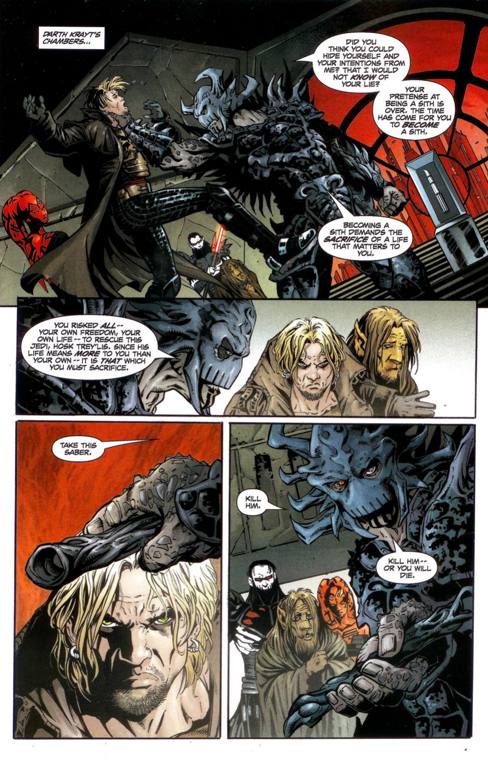 DARTH KRAYT'S
CHAMBERS...
DID YOU
THINK YOU COULD
HIDE YOURSELF AND
YOUR INTENTIONS FROM
ME? THAT I WOULD
NOT KNOW OF
YOUR LIE?
YOUR
PRETENSE AT
BEING A SITH IS
OVER. THE TIME
HAS COME FOR YOU
TO BECOME
A SITH.
BECOMING A
SITH DEMANDS THE
SACRIFICE OF A LIFE
THAT MATTERS TO
YOU.
YOU RISKED ALL--
YOUR OWN FREEDOM, YOUR
OWN LIFE-- TO RESCUE THIS
JEDI, HOSK TREY'LIS. SINCE HIS
LIFE MEANS MORE TO YOU THAN
YOUR OWN-- IT IS THAT WHICH
YOU MUST SACRIFICE.
TAKE THIS
SABER.
KILL
HIM.
KILL HIM--
OR YOU WILL
DIE.